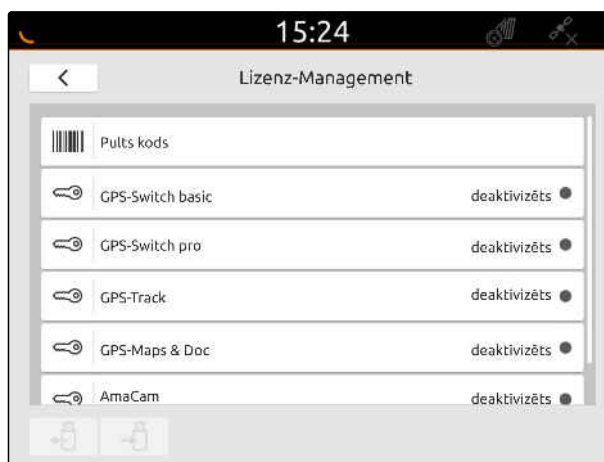 15:24
Lizenz-Management
Pults kods
GPS-Switch basic deaktivizēts
GPS-Switch pro deaktivizēts
GPS-Track deaktivizēts
GPS-Maps & Doc deaktivizēts
AmaCam deaktivizēts